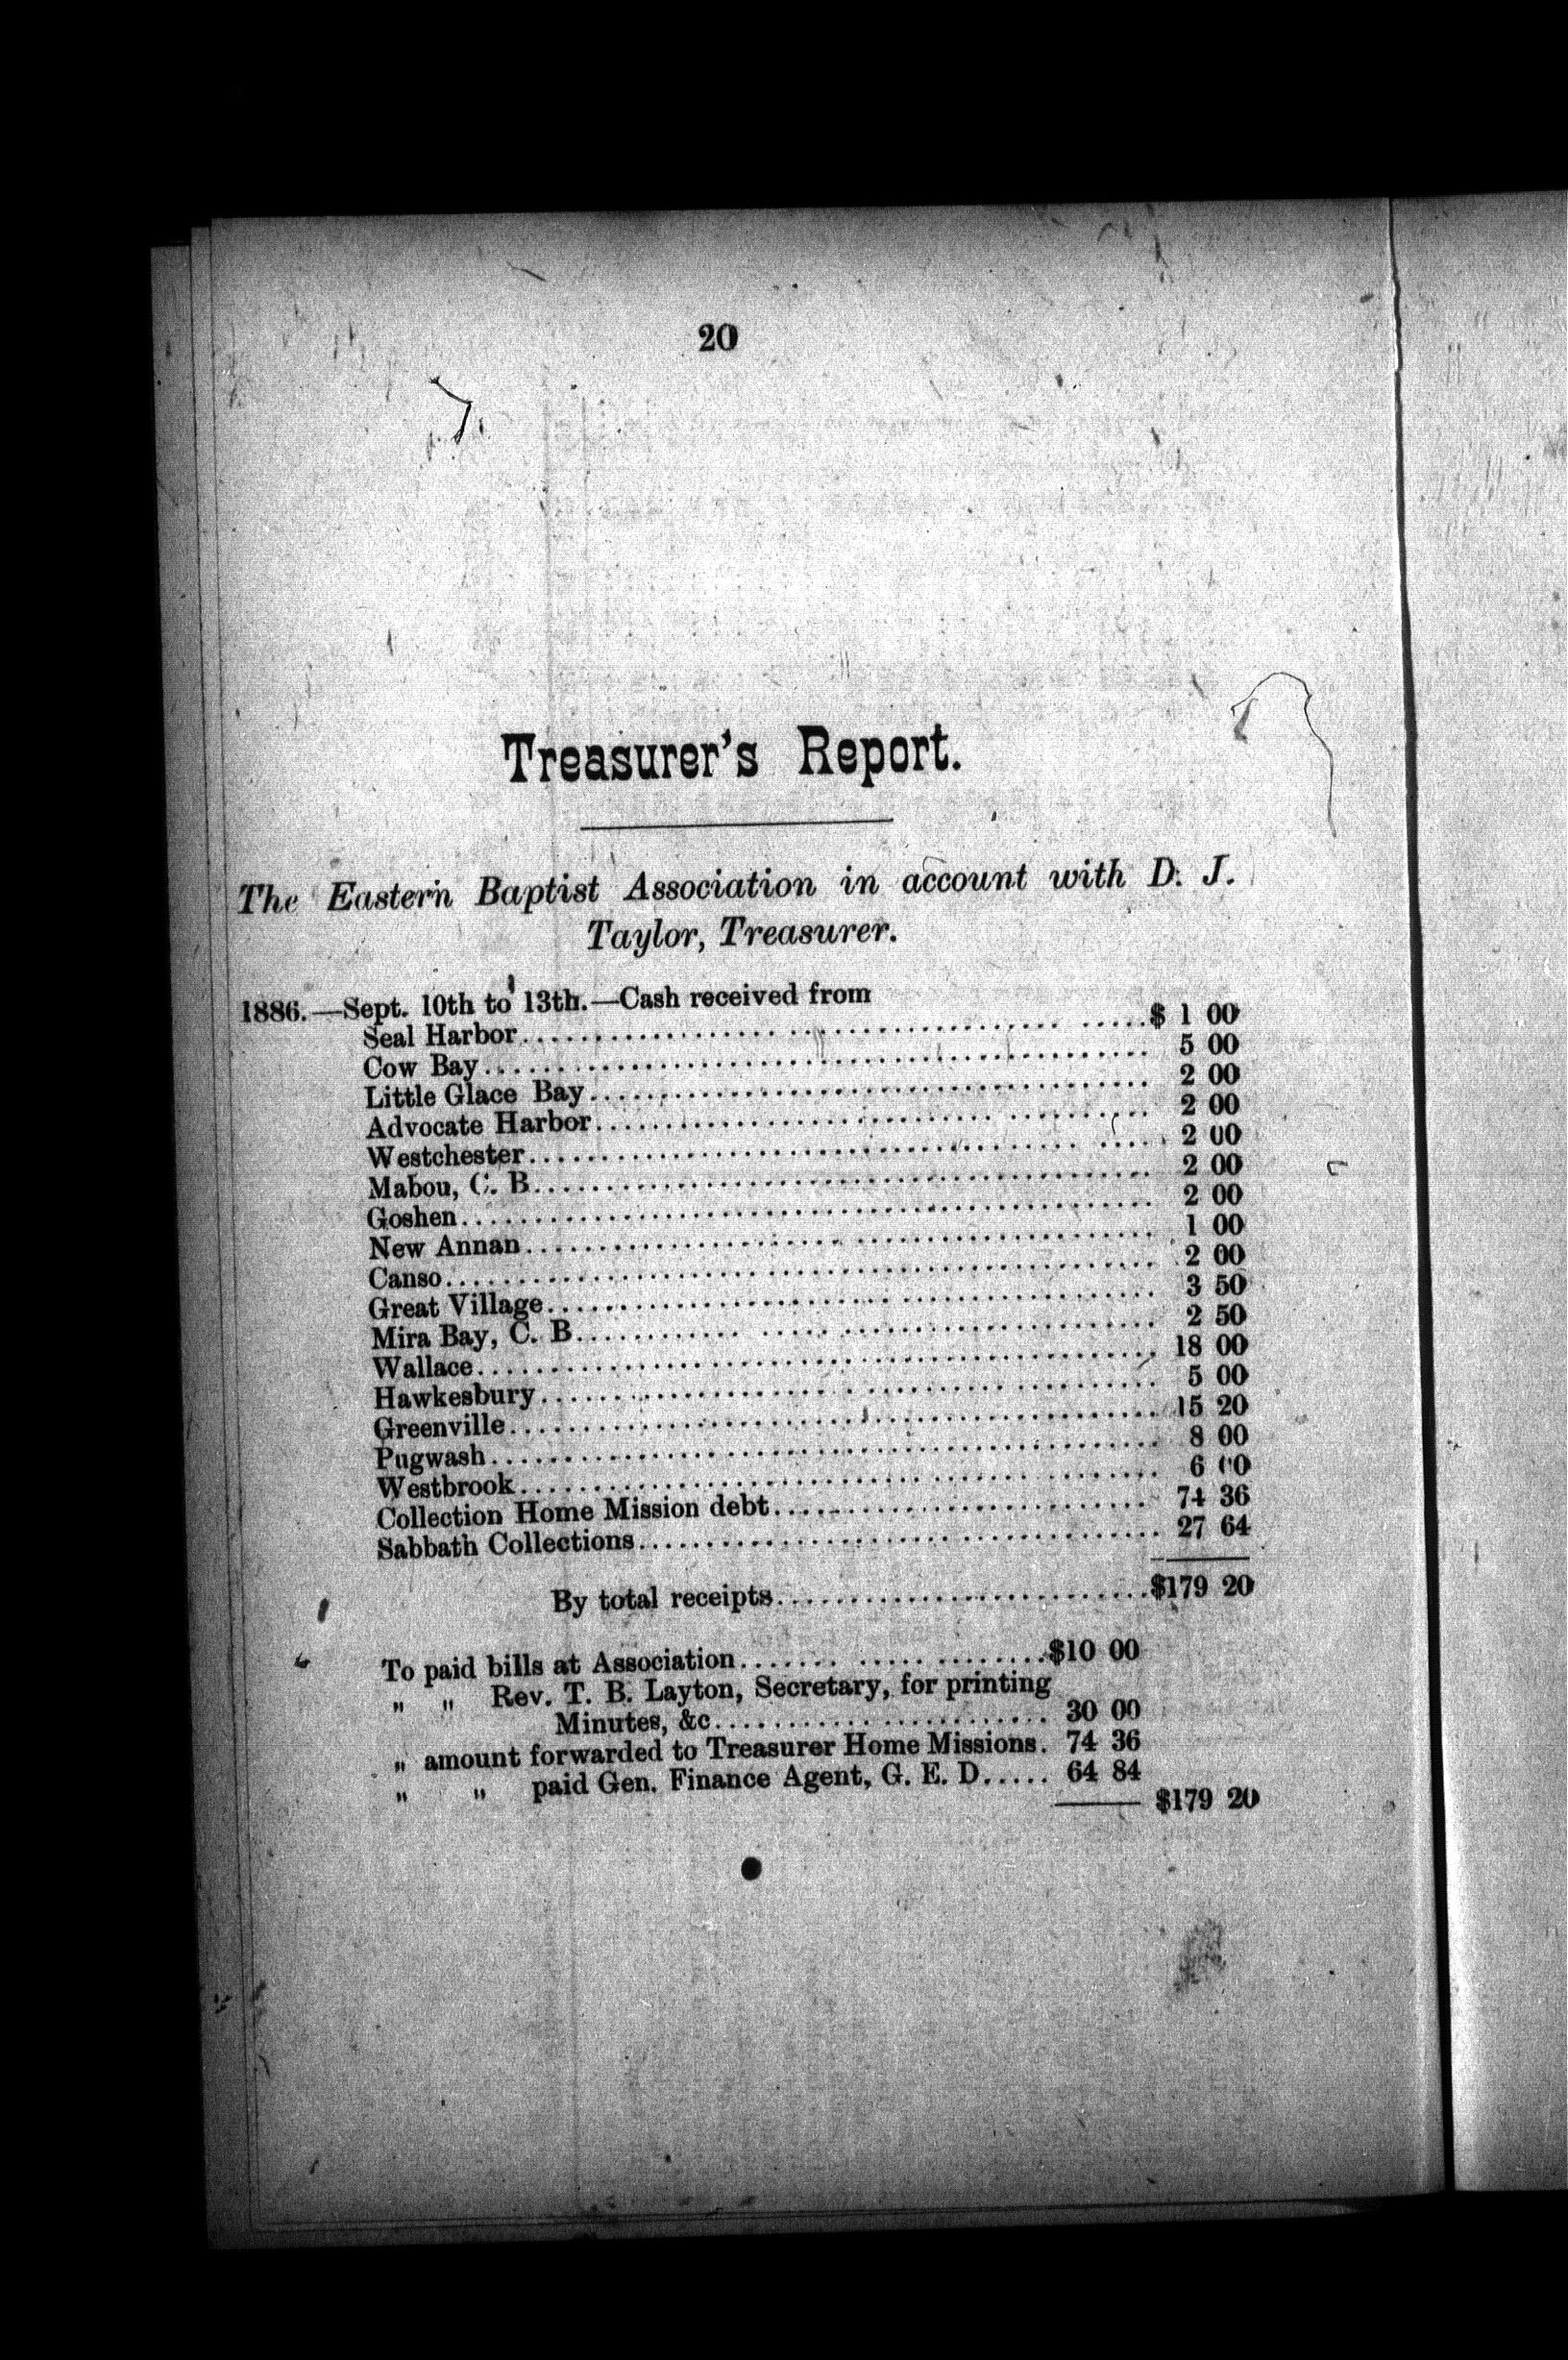 20
Treasurer's Report.
The Eastern Baptist Association in account with D. J.
Taylor, Treasurer.
1886.—Sept. 10th to 13th.—Cash received from
Seal Harbor........................................$ 1 00
Cow Bay........................................ 5 00
Little Glace Bay........................................ 2 00
Advocate Harbor........................................ 2 00
Westchester........................................ 2 00
Mabou, C. B........................................ 2 00
Goshen........................................ 2 00
New Annan........................................ 1 00
Canso........................................ 2 00
Great Village........................................ 3 50
Mira Bay, C. B........................................ 2 50
Wallace........................................ 18 00
Hawkesbury........................................ 5 00
Greenville........................................ 15 20
Pugwash........................................ 8 00
Westbrook........................................ 6 00
Collection Home Mission debt........................... 74 36
Sabbath Collections........................................ 27 64
By total receipts..........................$179 20
To paid bills at Association.....................$10 00
" " Rev. T. B. Layton, Secretary, for printing
Minutes, &c....................... 30 00
" amount forwarded to Treasurer Home Missions. 74 36
" " paid Gen. Finance Agent, G. E. D..... 64 84
$179 20